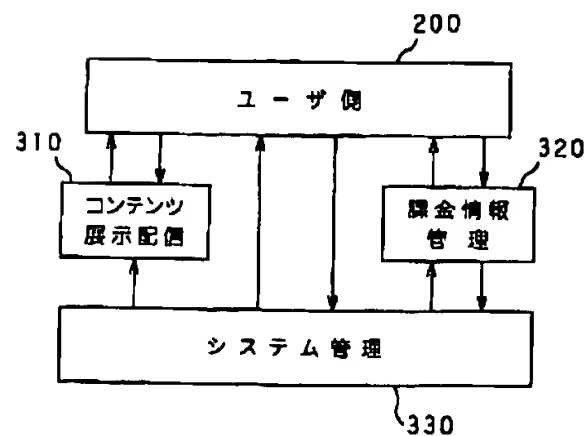 200
ユーザ側
310
コンテンツ
展示配信
320
課金情報
管理
システム管理
330